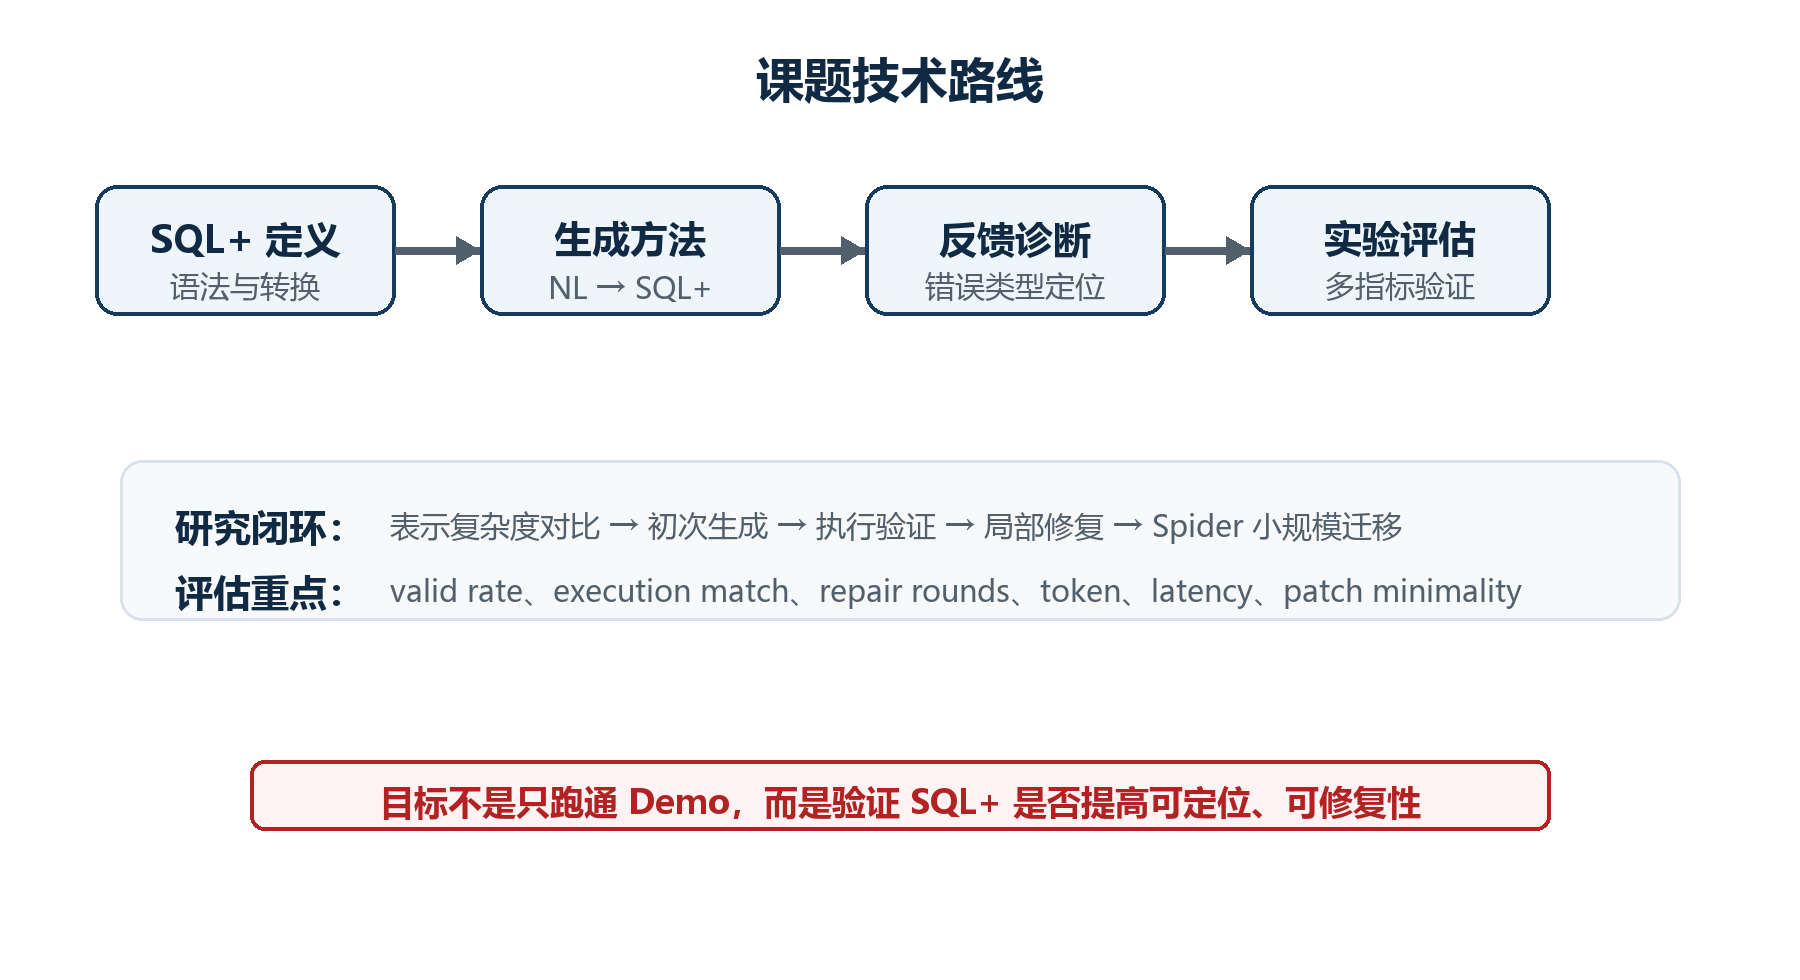 课题技术路线
SQL+ 定义
语法与转换
生成方法
NL → SQL+
反馈诊断
错误类型定位
实验评估
多指标验证
研究闭环： 表示复杂度对比 → 初次生成 → 执行验证 → 局部修复 → Spider 小规模迁移
评估重点： valid rate、execution match、repair rounds、token、latency、patch minimality
目标不是只跑通 Demo，而是验证 SQL+ 是否提高可定位、可修复性